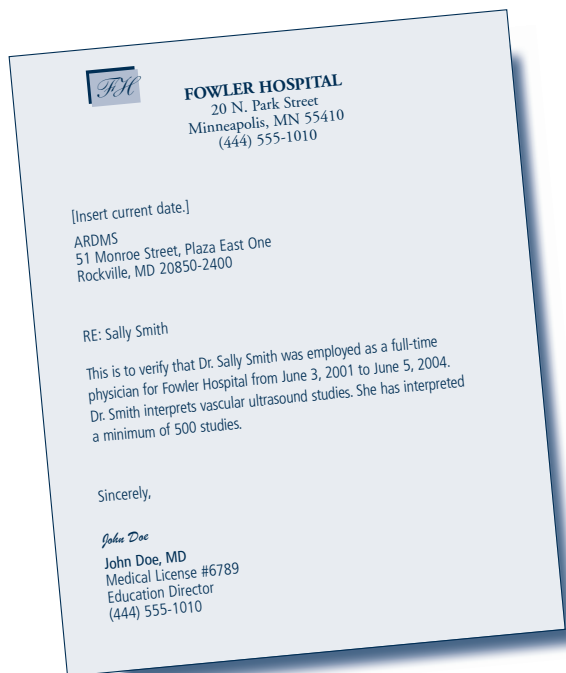 FH
FOWLER HOSPITAL
20 N. Park Street
Minneapolis, MN 55410
(444) 555-1010
[Insert current date.]
ARDMS
51 Monroe Street, Plaza East One
Rockville, MD 20850-2400
RE: Sally Smith
This is to verify that Dr. Sally Smith was employed as a full-time
physician for Fowler Hospital from June 3, 2001 to June 5, 2004.
Dr. Smith interprets vascular ultrasound studies. She has interpreted
a minimum of 500 studies.
Sincerely,
John Doe
John Doe, MD
Medical License #6789
Education Director
(444) 555-1010